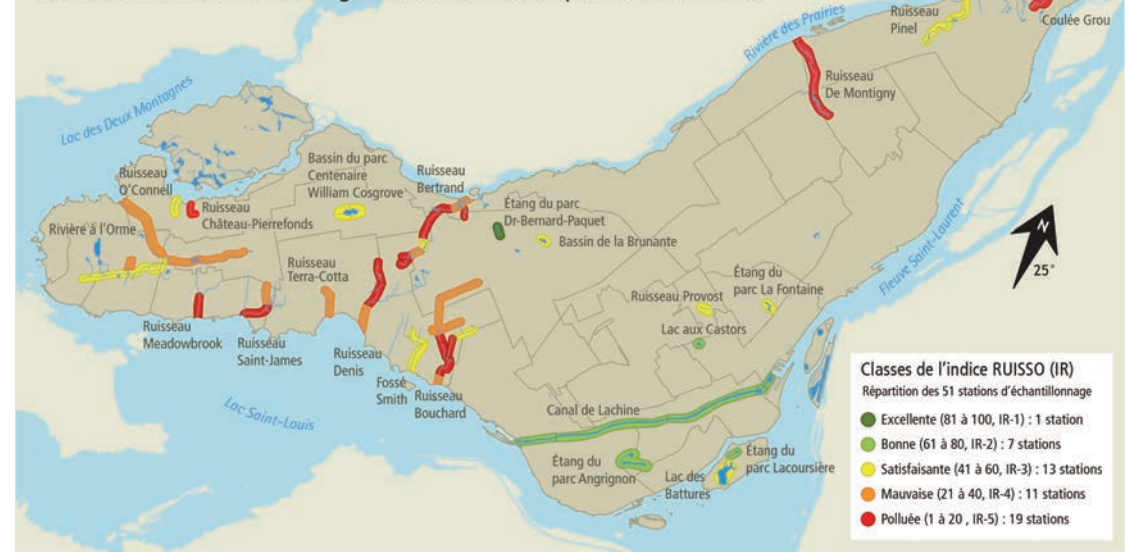 Rivière des Prairies
Ruisseau
Pinel
Coulée Grou
Ruisseau
De Montigny
Lac des Deux Montagnes
Ruisseau
O'Connell
Ruisseau
Château-Pierrefonds
Rivière à l'Orme
Bassin du parc
Centenaire
William Cosgrove
Ruisseau
Bertrand
Étang du parc
Dr-Bernard-Paquet
Bassin de la Brunante
Ruisseau
Terra-Cotta
Étang du
parc La Fontaine
Ruisseau Provost
Lac aux Castors
Fleuve Saint-Laurent
N
25°
Ruisseau
Meadowbrook
Ruisseau
Saint-James
Ruisseau
Denis
Fossé
Smith
Ruisseau
Bouchard
Lac Saint-Louis
Canal de Lachine
Étang du
parc Angrignon
Lac des
Battures
Étang du
parc Lacoursière
Classes de l'indice RUISSO (IR)
Répartition des 51 stations d'échantillonnage
Excellente (81 à 100, IR-1) : 1 station
Bonne (61 à 80, IR-2) : 7 stations
Satisfaisante (41 à 60, IR-3) : 13 stations
Mauvaise (21 à 40, IR-4) : 11 stations
Polluée (1 à 20 , IR-5) : 19 stations